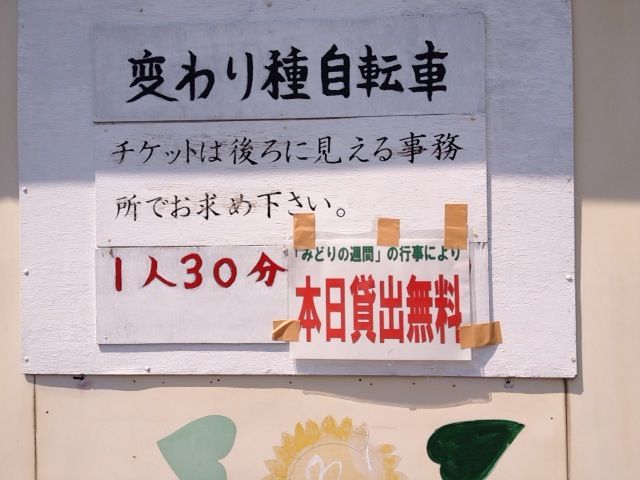 変わり種自転車
チケットは後ろに見える事務
所でお求め下さい。
1人30分
「みどりの週間」の行事により
本日貸出無料